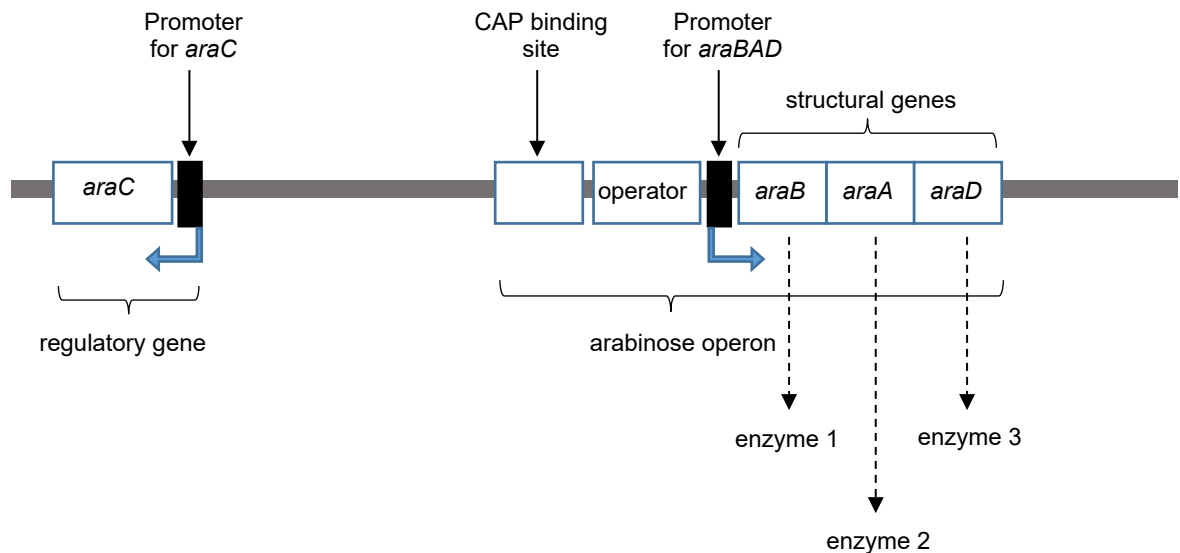 Promoter
for araC
CAP binding
site
Promoter
for araBAD
structural genes
araC
operator
araB
araA
araD
regulatory gene
arabinose operon
enzyme 1
enzyme 3
enzyme 2